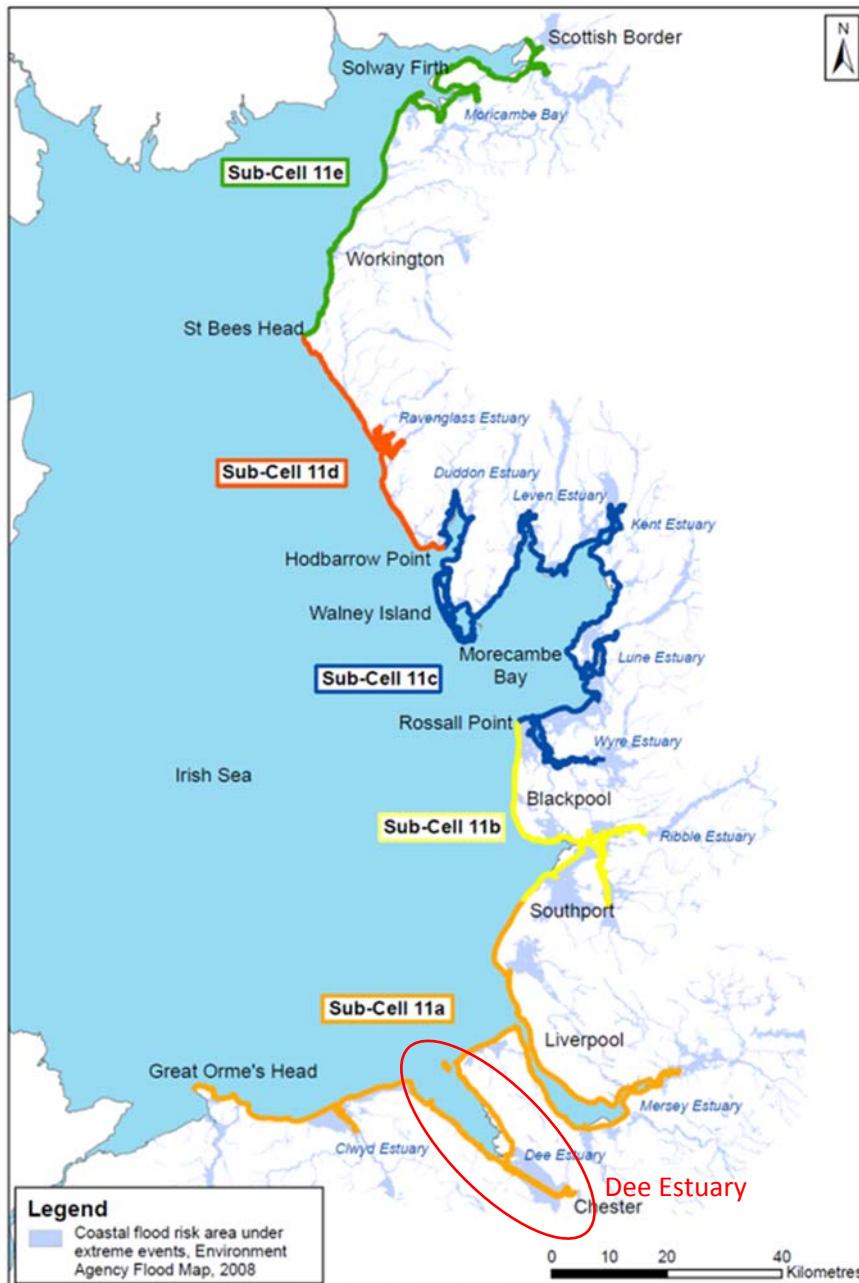 Scottish Border
N
Solway Firth
Moricambe Bay
Sub-Cell 11e
Workington
St Bees Head
Ravenglass Estuary
Sub-Cell 11d
Duddon Estuary
Leven Estuary
Kent Estuary
Hodbarrow Point
Walney Island
Morecambe
Bay
Lune Estuary
Sub-Cell 11c
Rossall Point
Wyre Estuary
Irish Sea
Blackpool
Sub-Cell 11b
Ribble Estuary
Southport
Sub-Cell 11a
Liverpool
Great Orme's Head
Mersey Estuary
Clwyd Estuary
Dee Estuary
Dee Estuary
Chester
Legend
Coastal flood risk area under
extreme events, Environment
Agency Flood Map, 2008
0 10 20 40
Kilometres